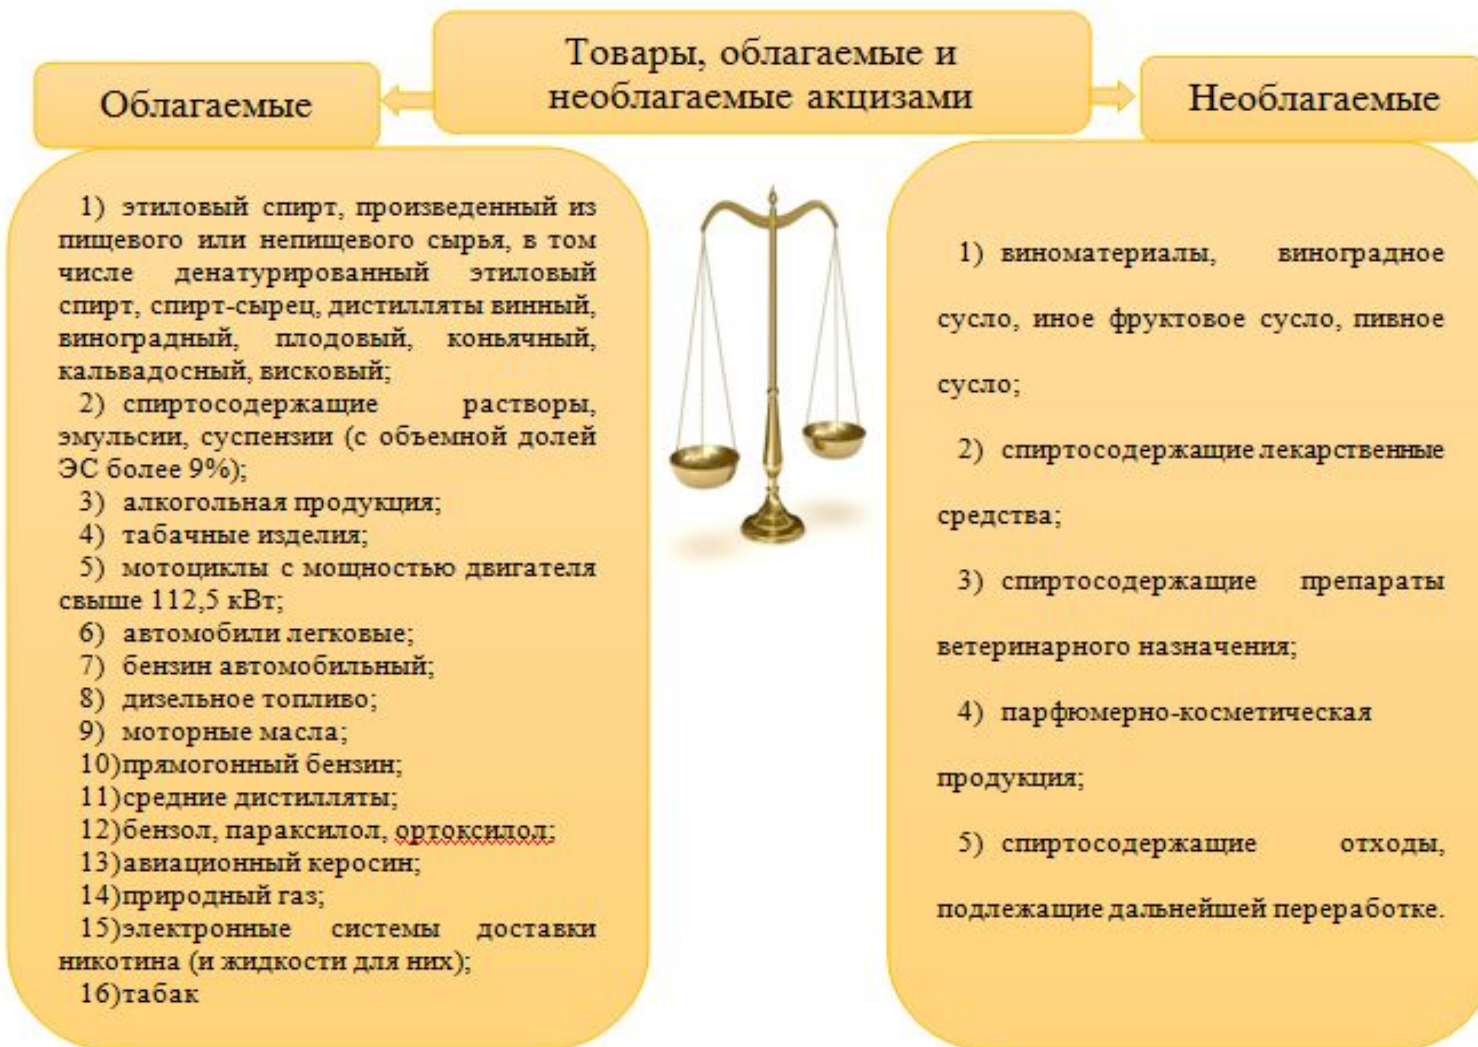 Товары, облагаемые и
необлагаемые акцизами
Облагаемые
1) этиловый спирт, произведенный из
пищевого или непищевого сырья, в том
числе денатурированный этиловый
спирт, спирт-сырец, дистилляты винный,
виноградный, плодовый, коньячный,
кальвадосный, висковый;
2) спиртосодержащие растворы,
эмульсии, суспензии (с объемной долей
ЭС более 9%);
3) алкогольная продукция;
4) табачные изделия;
5) мотоциклы с мощностью двигателя
свыше 112,5 кВт;
6) автомобили легковые;
7) бензин автомобильный;
8) дизельное топливо;
9) моторные масла;
10)прямогонный бензин;
11)средние дистилляты;
12)бензол, параксилол, ортоксилол;
13)авиационный керосин;
14)природный газ;
15)электронные системы доставки
никотина (и жидкости для них);
16)табак
Необлагаемые
1) виноматериалы, виноградное
сусло, иное фруктовое сусло, пивное
сусло;
2) спиртосодержащие лекарственные
средства;
3) спиртосодержащие препараты
ветеринарного назначения;
4) парфюмерно-косметическая
продукция;
5) спиртосодержащие отходы,
подлежащие дальнейшей переработке.